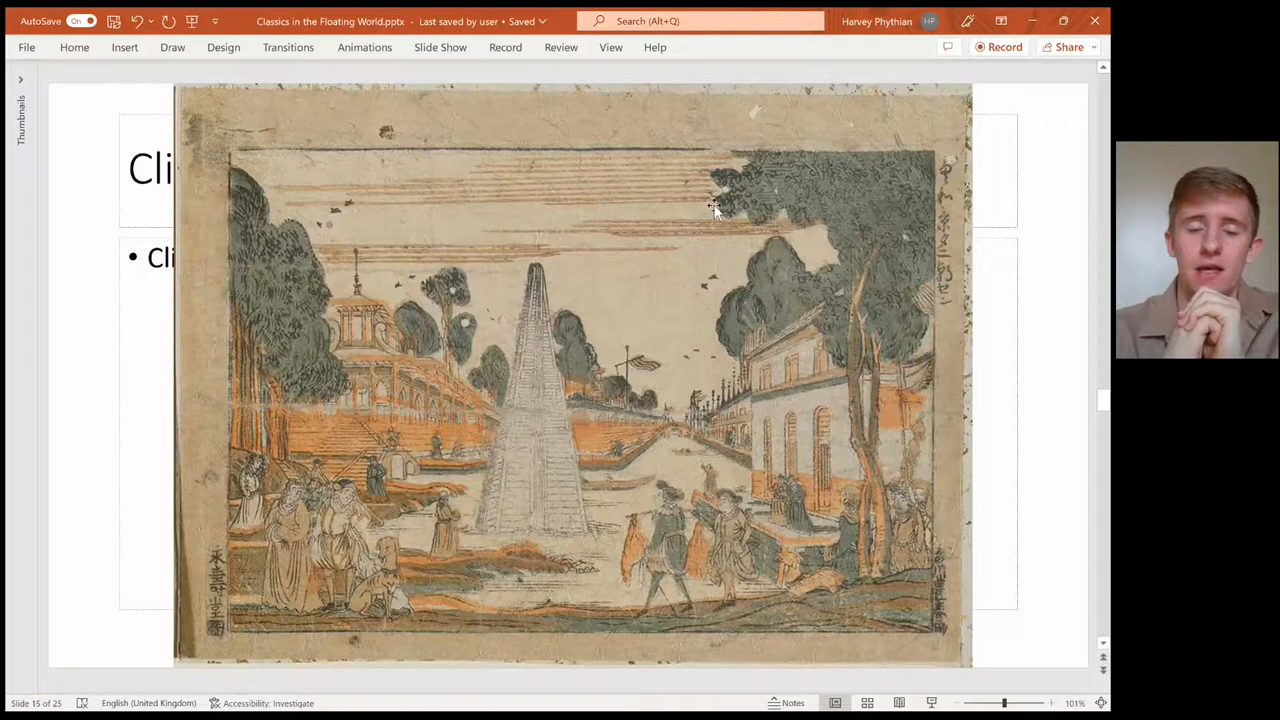 AutoSave
On
Classics in the Floating World.pptx - Last saved by user • Saved
Search (Alt+Q)
Harvey Phythian
HP
File
Home
Insert
Draw
Design
Transitions
Animations
Slide Show
Record
Review
View
Help
Record
Share
Thumbnails
Cli
• Cli
Slide 15 of 25
English (United Kingdom)
Accessibility: Investigate
Notes
101%